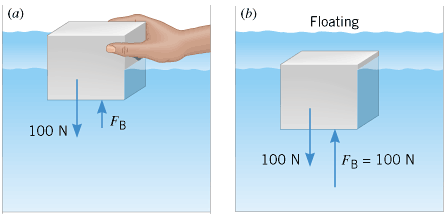 (a)
100 N
FB
(b)
Floating
100 N
FB = 100 N